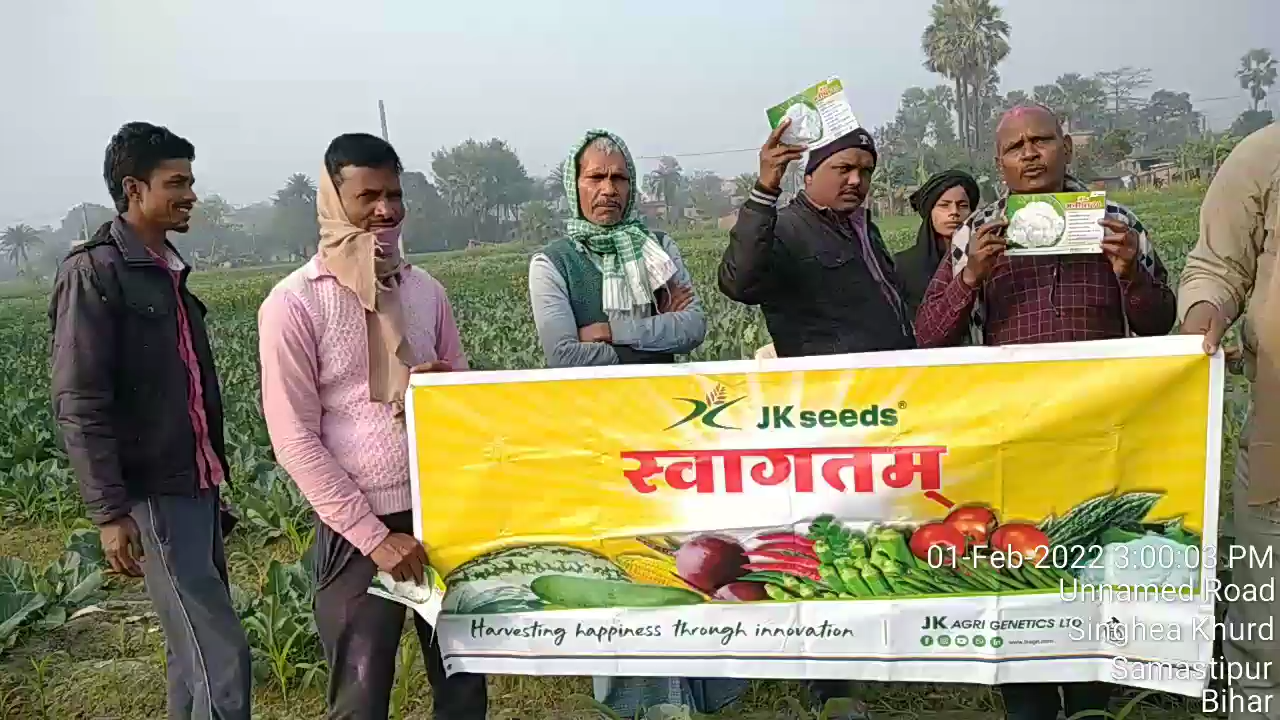 JK seeds®
स्वागतम्
Harvesting happiness through innovation
JK AGRI GENETICS LTD
01-Feb-2022 3:00:03 PM
Unnamed Road
Singhea Khurd
Samastipur
Bihar